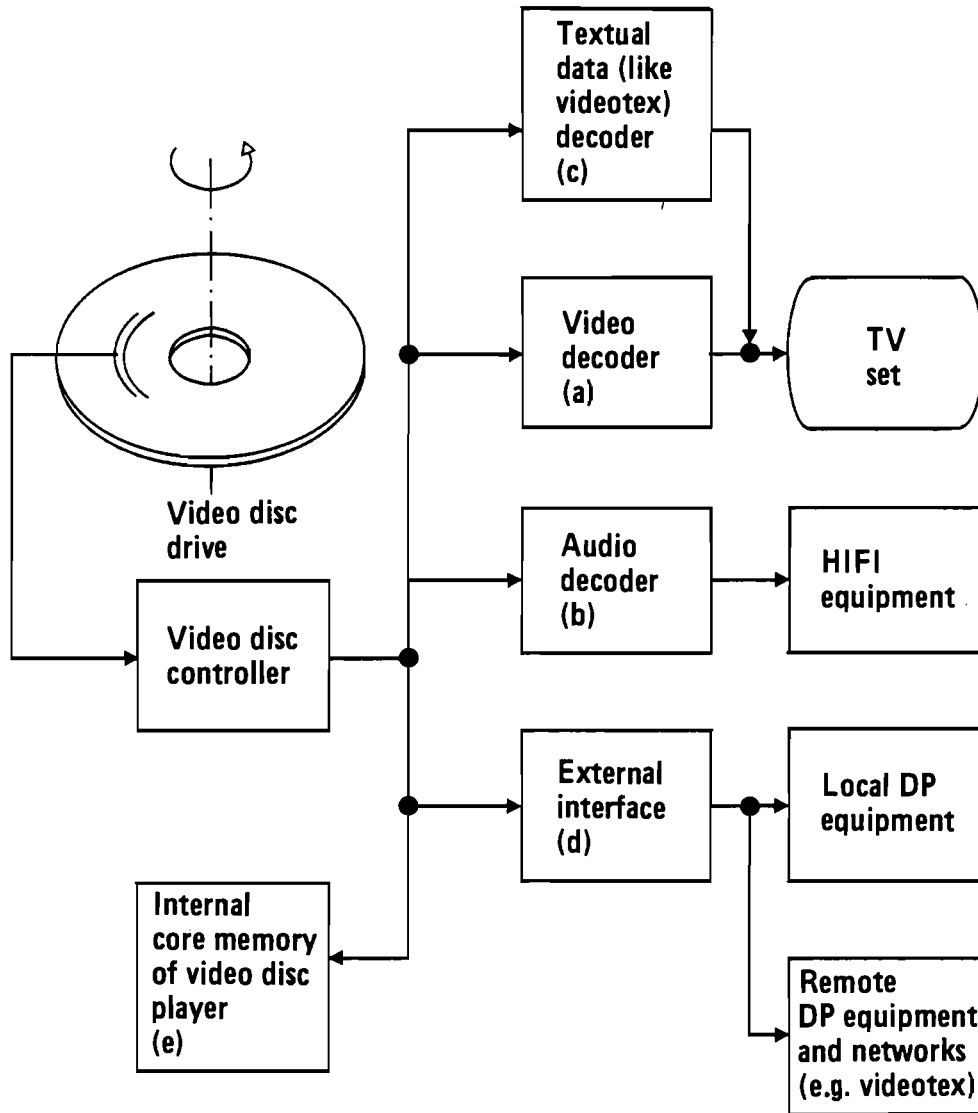 Textual
data (like
videotex)
decoder
(c)
Video
decoder
(a)
TV
set
Video disc
drive
Audio
decoder
(b)
HIFI
equipment
Video disc
controller
External
interface
(d)
Local DP
equipment
Internal
core memory
of video disc
player
(e)
Remote
DP equipment
and networks
(e.g. videotex)